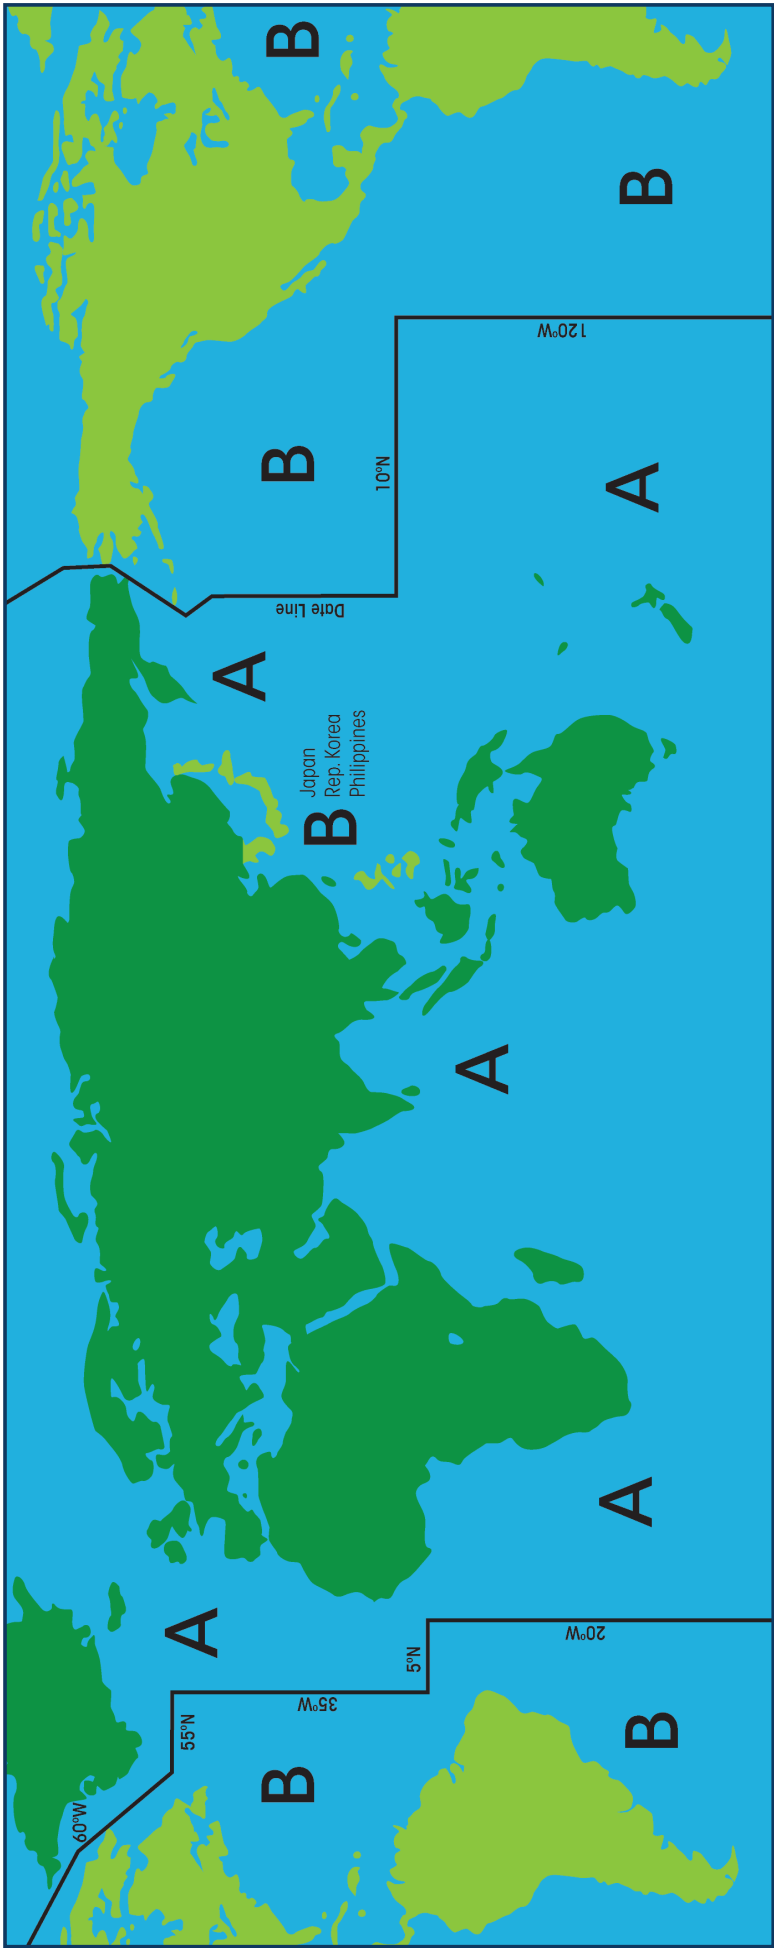 60°W
55°N
A
A
B
35°W
Date Line
B
B
B
Japan
Rep. Korea
Philippines
10°N
5°N
A
20°W
120°W
B
A
A
B